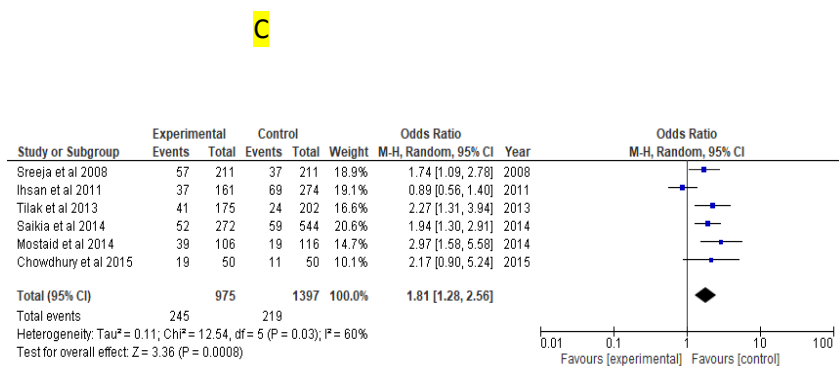 C
Experimental Control Odds Ratio Odds Ratio
Study or Subgroup Events Total Events Total Weight M-H, Random, 95% CI Year M-H, Random, 95% CI
Sreeja et al 2008 57 211 37 211 18.9% 1.74 [1.09, 2.78] 2008
Ihsan et al 2011 37 161 69 274 19.1% 0.89 [0.56, 1.40] 2011
Tilak et al 2013 41 175 24 202 16.6% 2.27 [1.31, 3.94] 2013
Saikia et al 2014 52 272 59 544 20.6% 1.94 [1.30, 2.91] 2014
Mostaid et al 2014 39 106 19 116 14.7% 2.97 [1.58, 5.58] 2014
Chowdhury et al 2015 19 50 11 50 10.1% 2.17 [0.90, 5.24] 2015
Total (95% CI) 975 1397 100.0% 1.81 [1.28, 2.56]
Total events 245 219
Heterogeneity: Tau² = 0.11; Chi² = 12.54, df = 5 (P = 0.03); I² = 60%
Test for overall effect: Z = 3.36 (P = 0.0008)
0.01 0.1 1 10 100
Favours [experimental] Favours [control]